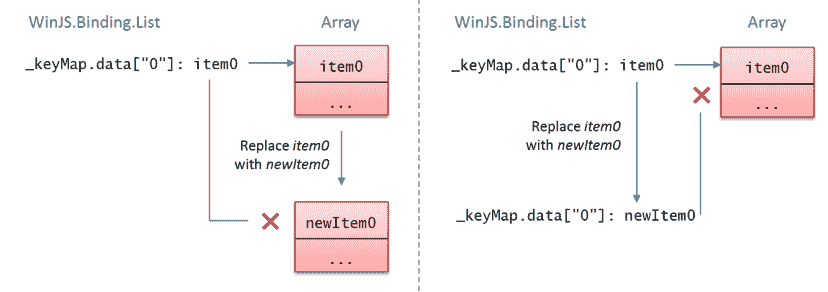 WinJS.Binding.List
Array
_keyMap.data["0"]: item0
item0
...
Replace item0
with newItem0
newItem0
...
WinJS.Binding.List
Array
_keyMap.data["0"]: item0
item0
...
Replace item0
with newItem0
_keyMap.data["0"]: newItem0